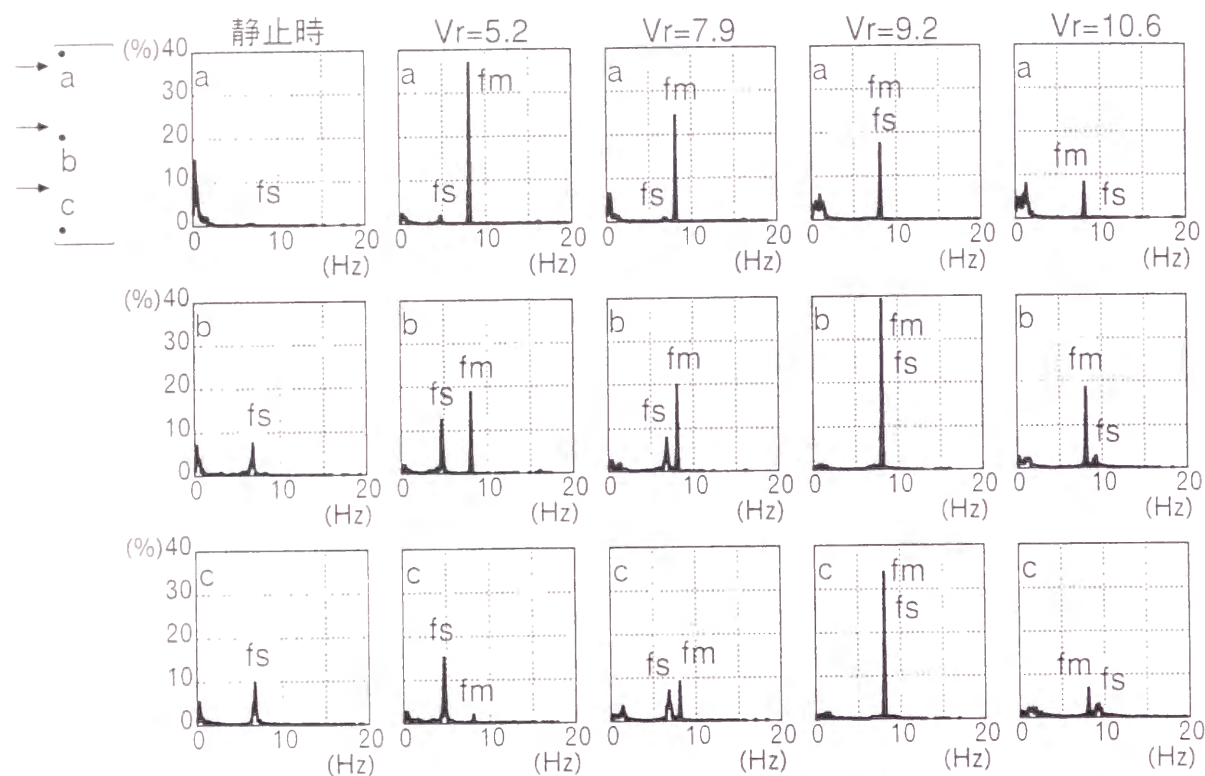 静止時 Vr=5.2 Vr=7.9 Vr=9.2 Vr=10.6
a
b
c
(%) 40 30 20 10 0 a fs 0 10 20 (Hz)
a fs fm 0 10 20 (Hz)
a fs fm 0 10 20 (Hz)
a fm fs 0 10 20 (Hz)
a fm fs 0 10 20 (Hz)
(%) 40 30 20 10 0 b fs 0 10 20 (Hz)
b fs fm 0 10 20 (Hz)
b fs fm 0 10 20 (Hz)
b fm fs 0 10 20 (Hz)
b fm fs 0 10 20 (Hz)
(%) 40 30 20 10 0 c fs 0 10 20 (Hz)
c fs fm 0 10 20 (Hz)
c fs fm 0 10 20 (Hz)
c fm fs 0 10 20 (Hz)
c fm fs 0 10 20 (Hz)